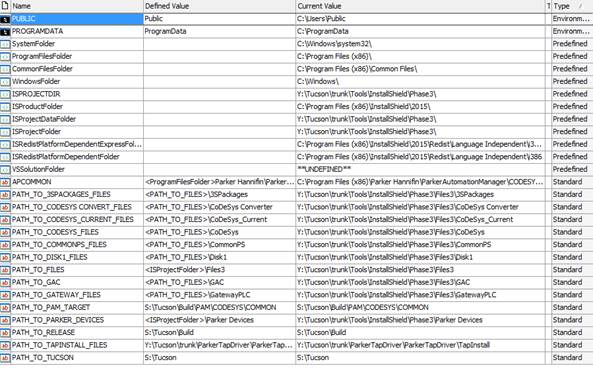 Name Defined Value Current Value T Type
PUBLIC Public C:\Users\Public Environm...
PROGRAMDATA ProgramData C:\ProgramData Environm...
SystemFolder C:\Windows\system32\ Predefined
ProgramFilesFolder C:\Program Files (x86)\ Predefined
CommonFilesFolder C:\Program Files (x86)\Common Files\ Predefined
WindowsFolder C:\Windows\ Predefined
ISPROJECTDIR Y:\Tucson\trunk\Tools\InstallShield\Phase3\ Predefined
ISProductFolder C:\Program Files (x86)\InstallShield\2015\ Predefined
ISProjectDataFolder Y:\Tucson\trunk\Tools\InstallShield\Phase3\ Predefined
ISProjectFolder Y:\Tucson\trunk\Tools\InstallShield\Phase3\ Predefined
ISRedistPlatformDependentExpressFol... C:\Program Files (x86)\InstallShield\2015\Redist\Language Independent\i3... Predefined
ISRedistPlatformDependentFolder C:\Program Files (x86)\InstallShield\2015\Redist\Language Independent\i386 Predefined
VSSolutionFolder **UNDEFINED** Predefined
APCOMMON <ProgramFilesFolder>Parker Hannifin\Parker... C:\Program Files (x86)\Parker Hannifin\ParkerAutomationManager\CODESY... Standard
PATH_TO_3SPACKAGES_FILES <PATH_TO_FILES>\3SPackages Y:\Tucson\trunk\Tools\InstallShield\Phase3\Files3\3SPackages Standard
PATH_TO_CODESYS CONVERT_FILES <PATH_TO_FILES>\CoDeSys Converter Y:\Tucson\trunk\Tools\InstallShield\Phase3\Files3\CoDeSys Converter Standard
PATH_TO_CODESYS_CURRENT_FILES <PATH_TO_FILES>\CoDeSys_Current Y:\Tucson\trunk\Tools\InstallShield\Phase3\Files3\CoDeSys_Current Standard
PATH_TO_CODESYS_FILES <PATH_TO_FILES>\CoDeSys Y:\Tucson\trunk\Tools\InstallShield\Phase3\Files3\CoDeSys Standard
PATH_TO_COMMONPS_FILES <PATH_TO_FILES>\CommonPS Y:\Tucson\trunk\Tools\InstallShield\Phase3\Files3\CommonPS Standard
PATH_TO_DISK1_FILES <PATH_TO_FILES>\Disk1 Y:\Tucson\trunk\Tools\InstallShield\Phase3\Files3\Disk1 Standard
PATH_TO_FILES <ISProjectFolder>\Files3 Y:\Tucson\trunk\Tools\InstallShield\Phase3\Files3 Standard
PATH_TO_GAC <PATH_TO_FILES>\GAC Y:\Tucson\trunk\Tools\InstallShield\Phase3\Files3\GAC Standard
PATH_TO_GATEWAY_FILES <PATH_TO_FILES>\GatewayPLC Y:\Tucson\trunk\Tools\InstallShield\Phase3\Files3\GatewayPLC Standard
PATH_TO_PAM_TARGET S:\Tucson\Build\PAM\CODESYS\COMMON S:\Tucson\Build\PAM\CODESYS\COMMON Standard
PATH_TO_PARKER_DEVICES <ISProjectFolder>\Parker Devices Y:\Tucson\trunk\Tools\InstallShield\Phase3\Parker Devices Standard
PATH_TO_RELEASE S:\Tucson\Build S:\Tucson\Build Standard
PATH_TO_TAPINSTALL_FILES Y:\Tucson\trunk\ParkerTapDriver\ParkerTap... Y:\Tucson\trunk\ParkerTapDriver\ParkerTapDriver\TapInstall Standard
PATH_TO_TUCSON S:\Tucson S:\Tucson Standard